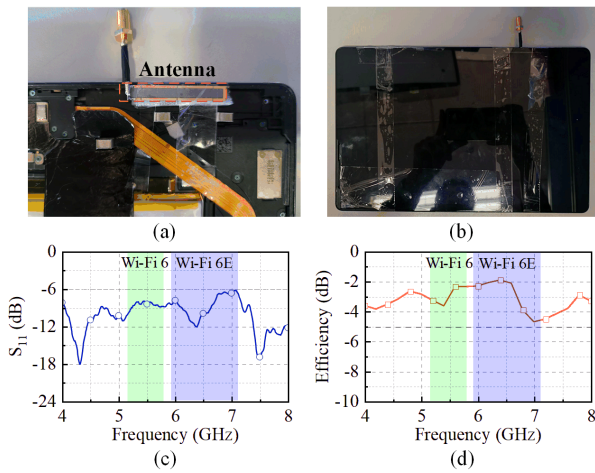 Antenna
(a)
(b)
0
-6
-12
-18
-24
S11 (dB)
Wi-Fi 6
Wi-Fi 6E
4
5
6
7
8
Frequency (GHz)
(c)
0
-2
-4
-6
-8
-10
Efficiency (dB)
Wi-Fi 6
Wi-Fi 6E
4
5
6
7
8
Frequency (GHz)
(d)